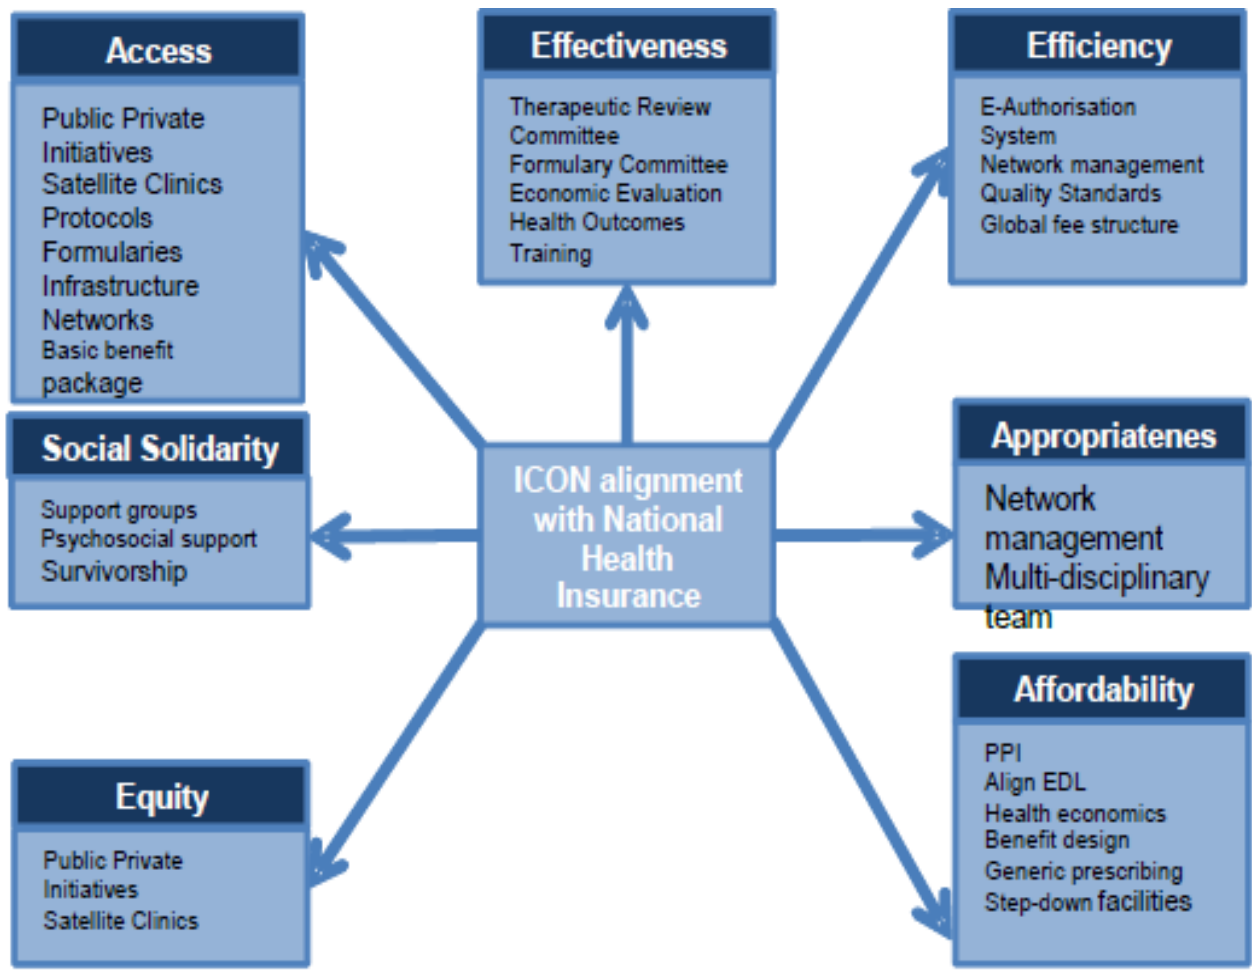 Access
Public Private
Initiatives
Satellite Clinics
Protocols
Formularies
Infrastructure
Networks
Basic benefit
package
Effectiveness
Therapeutic Review
Committee
Formulary Committee
Economic Evaluation
Health Outcomes
Training
Efficiency
E-Authorisation
System
Network management
Quality Standards
Global fee structure
Social Solidarity
Support groups
Psychosocial support
Survivorship
ICON alignment
with National
Health
Insurance
Appropriatenes
Network
management
Multi-disciplinary
team
Equity
Public Private
Initiatives
Satellite Clinics
Affordability
PPI
Align EDL
Health economics
Benefit design
Generic prescribing
Step-down facilities